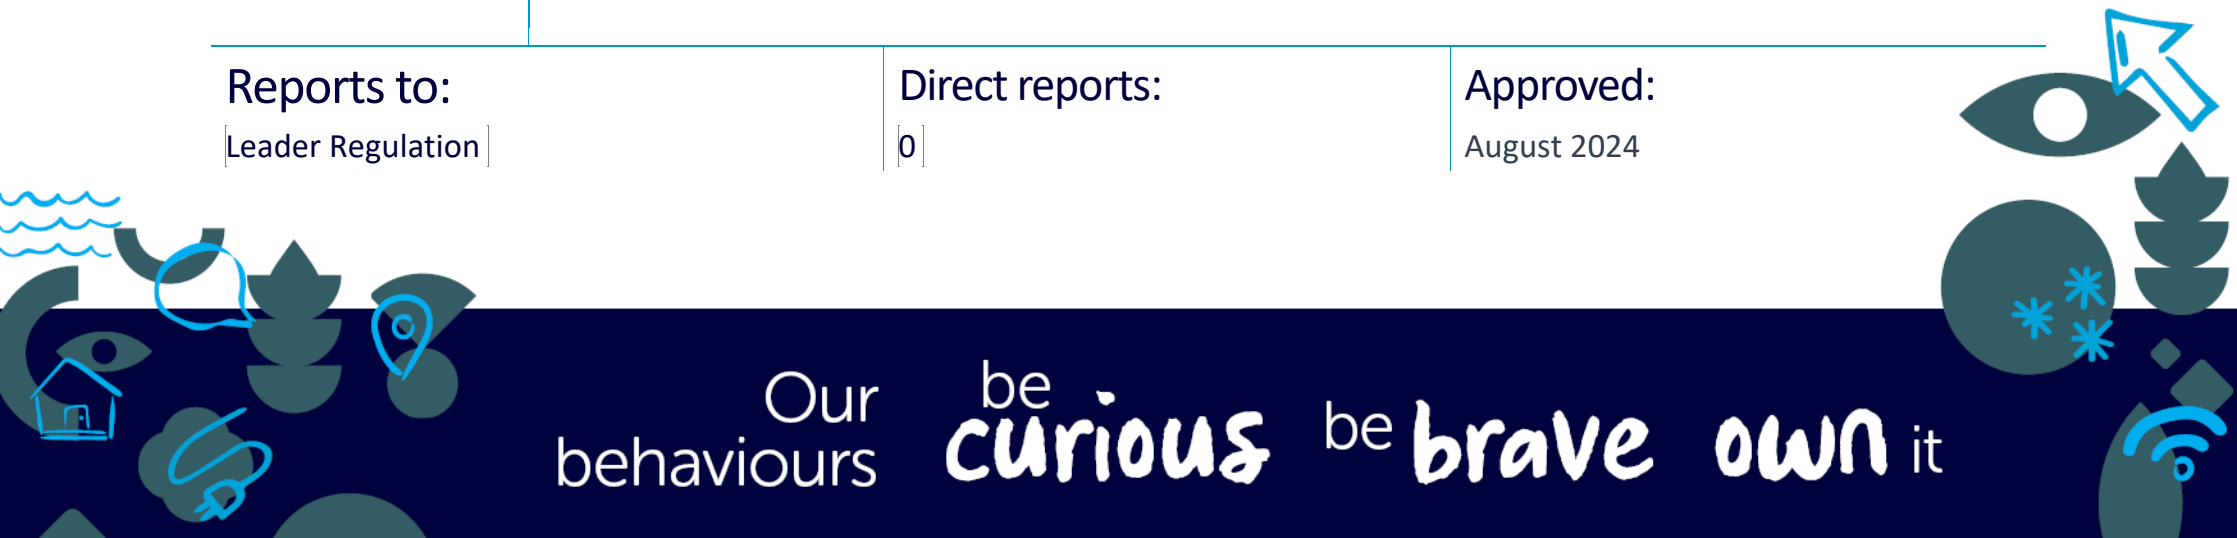 Reports to:
Leader Regulation
Direct reports:
0
Approved:
August 2024
Our
behaviours
be
curious
be brave
own it